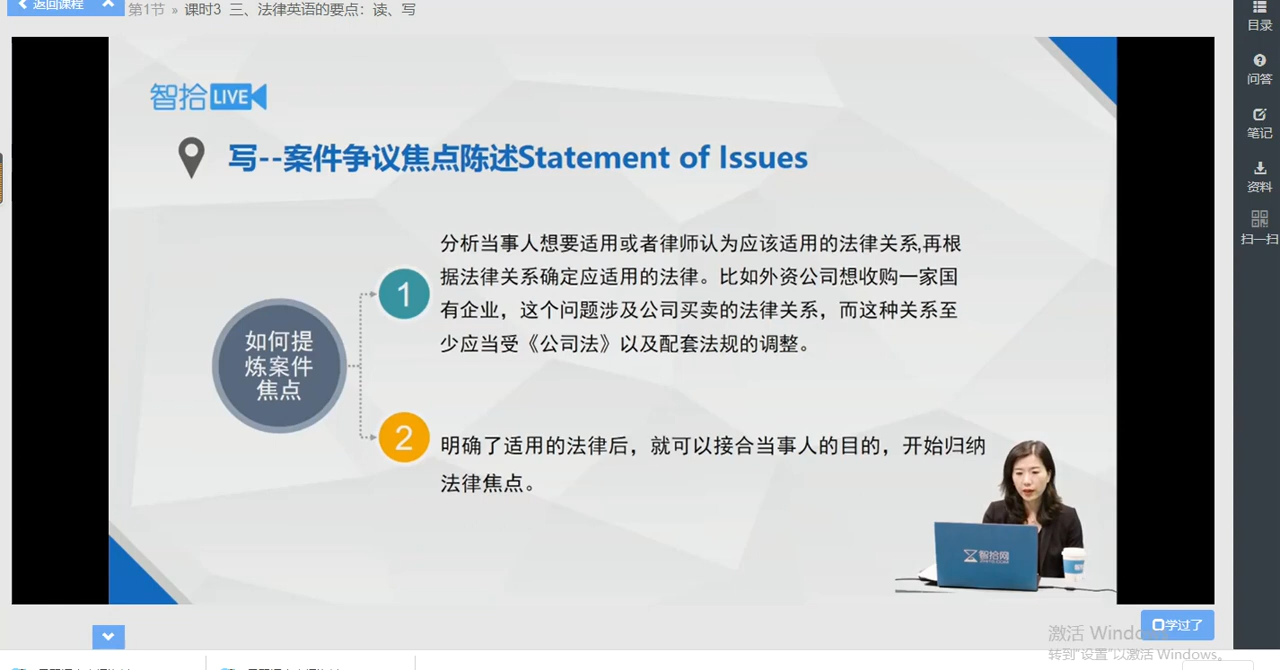 返回课程
第1节 » 课时3 三、法律英语的要点：读、写
目录
问答
笔记
资料
扫一扫
智拾LIVE
写--案件争议焦点陈述Statement of Issues
如何提
炼案件
焦点
1
分析当事人想要适用或者律师认为应该适用的法律关系,再根
据法律关系确定应适用的法律。比如外资公司想收购一家国
有企业，这个问题涉及公司买卖的法律关系，而这种关系至
少应当受《公司法》以及配套法规的调整。
2
明确了适用的法律后，就可以接合当事人的目的，开始归纳
法律焦点。
智拾网
学过了
激活 Windows
转到“设置”以激活 Windows。